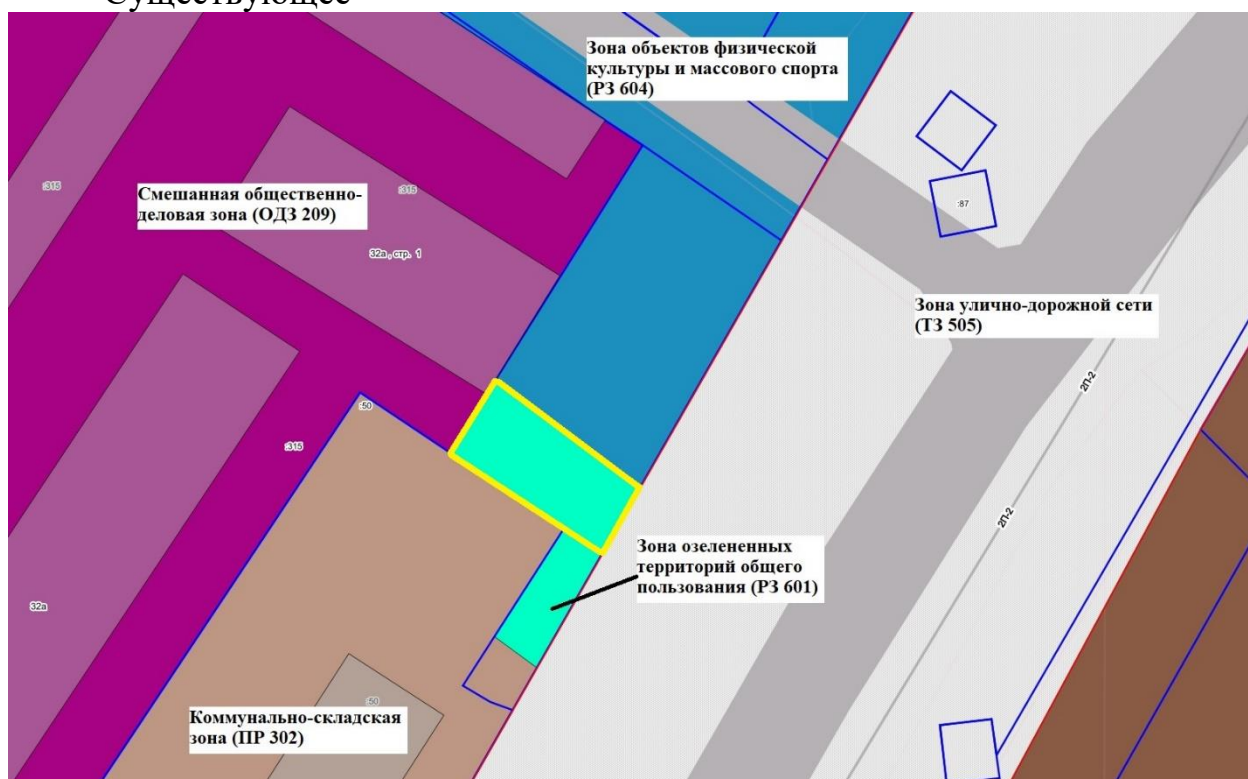 Существующее
Зона объектов физической
культуры и массового спорта
(РЗ 604)
:315
Смешанная общественно-
деловая зона (ОДЗ 209)
:315
32а , стр. 1
:87
Зона улично-дорожной сети
(ТЗ 505)
2П-2
:50
:315
2П-2
Зона озелененных
территорий общего
пользования (РЗ 601)
32а
:50
Коммунально-складская
зона (ПР 302)